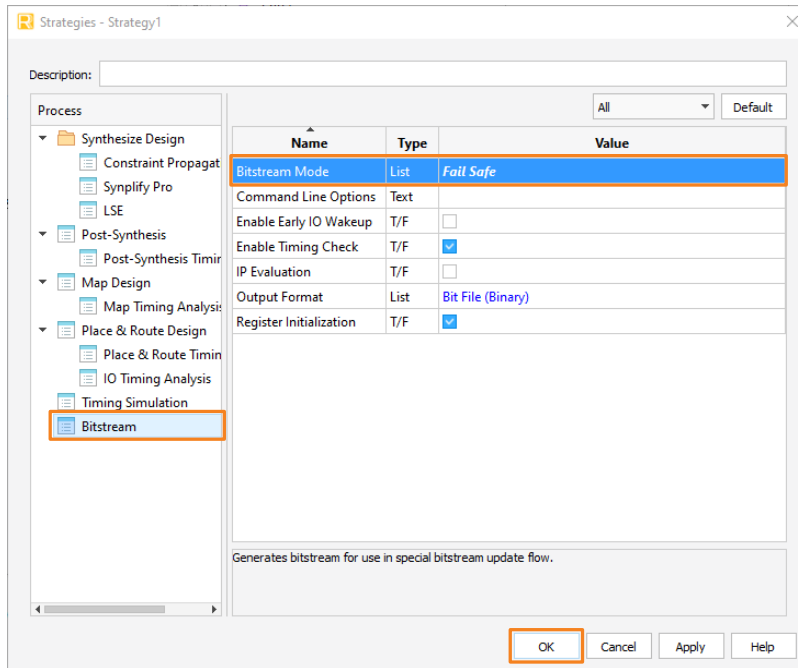 Strategies - Strategy1
Description:
Process
All
Default
Synthesize Design
Constraint Propagat
Synplify Pro
LSE
Post-Synthesis
Post-Synthesis Timir
Map Design
Map Timing Analysis
Place & Route Design
Place & Route Timin
IO Timing Analysis
Timing Simulation
Bitstream
Name Type Value
Bitstream Mode List Fail Safe
Command Line Options Text
Enable Early IO Wakeup T/F
Enable Timing Check T/F
IP Evaluation T/F
Output Format List Bit File (Binary)
Register Initialization T/F
Generates bitstream for use in special bitstream update flow.
OK Cancel Apply Help